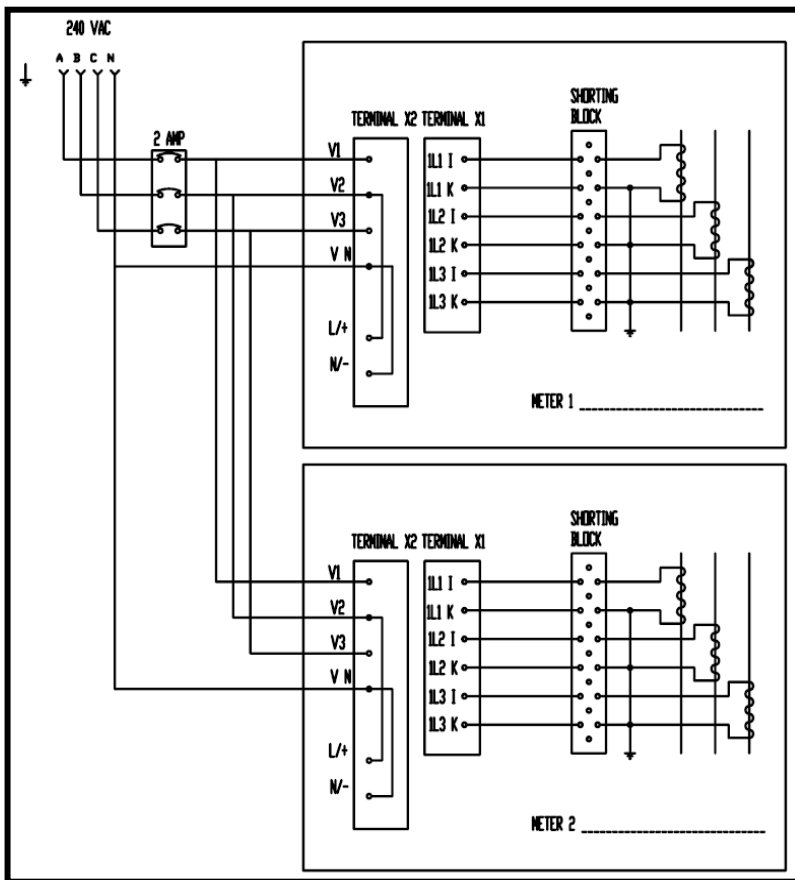 240 VAC
A B C N
2 AMP
TERMINAL X2 TERMINAL X1
SHORTING
BLOCK
V1
V2
V3
V N
L/+
N/-
1L1 I
1L1 K
1L2 I
1L2 K
1L3 I
1L3 K
METER 1 ____________________
TERMINAL X2 TERMINAL X1
SHORTING
BLOCK
V1
V2
V3
V N
L/+
N/-
1L1 I
1L1 K
1L2 I
1L2 K
1L3 I
1L3 K
METER 2 ____________________